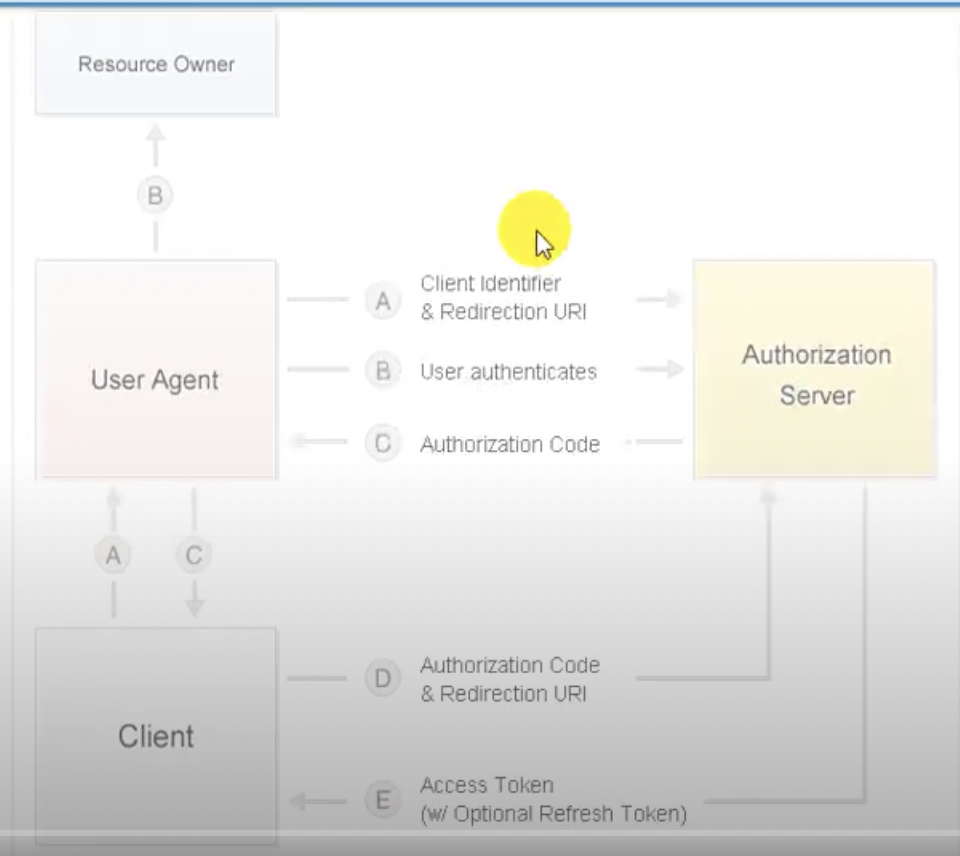 Resource Owner
B
User Agent
A
Client Identifier
& Redirection URI
B
User authenticates
C
Authorization Code
Authorization
Server
A
C
Client
D
Authorization Code
& Redirection URI
E
Access Token
(w/ Optional Refresh Token)